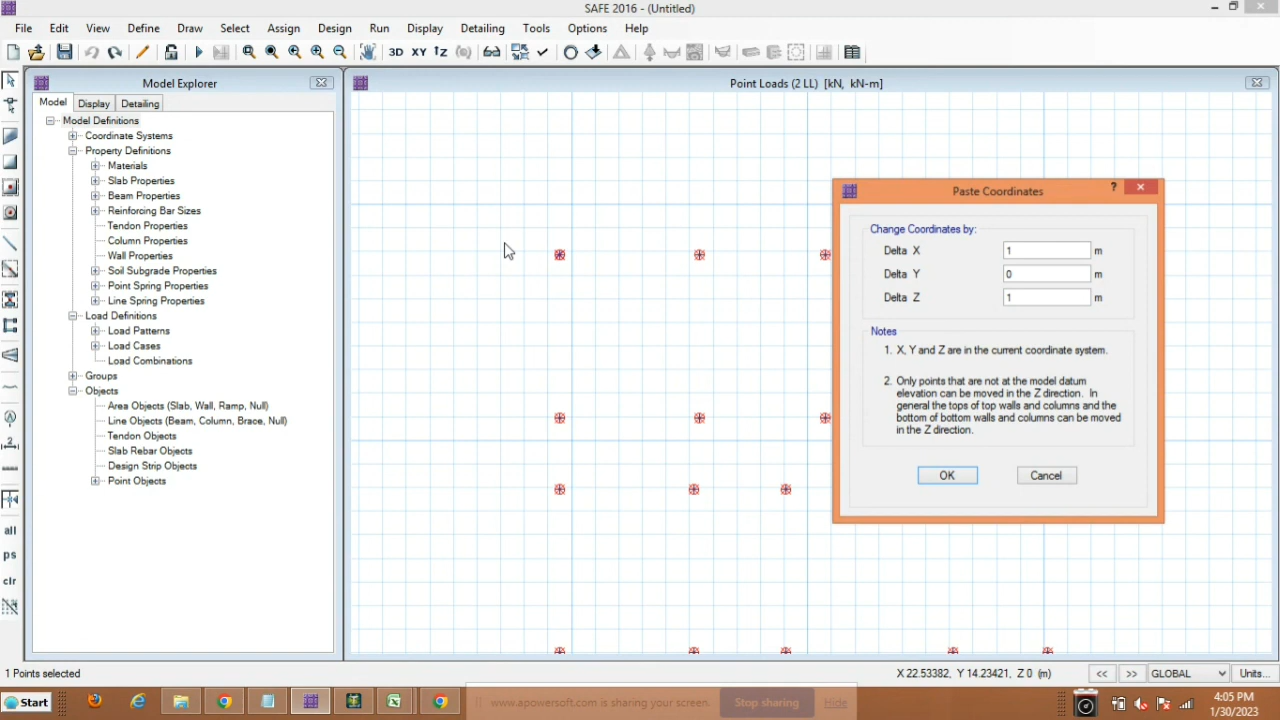 SAFE 2016 - (Untitled)
File Edit View Define Draw Select Assign Design Run Display Detailing Tools Options Help
3D XY ↑Z
Model Explorer
Point Loads (2 LL) [kN, kN-m]
Model Display Detailing
Model Definitions
Coordinate Systems
Property Definitions
Materials
Slab Properties
Beam Properties
Reinforcing Bar Sizes
Tendon Properties
Column Properties
Wall Properties
Soil Subgrade Properties
Point Spring Properties
Line Spring Properties
Load Definitions
Load Patterns
Load Cases
Load Combinations
Groups
Objects
Area Objects (Slab, Wall, Ramp, Null)
Line Objects (Beam, Column, Brace, Null)
Tendon Objects
Slab Rebar Objects
Design Strip Objects
Point Objects
all
ps
clr
Paste Coordinates
?
Change Coordinates by:
Delta X 1 m
Delta Y 0 m
Delta Z 1 m
Notes
1. X, Y and Z are in the current coordinate system.
2. Only points that are not at the model datum
elevation can be moved in the Z direction. In
general the tops of top walls and columns and the
bottom of bottom walls and columns can be moved
in the Z direction.
OK Cancel
1 Points selected
X 22.53382, Y 14.23421, Z 0 (m)
<< >> GLOBAL Units...
Start
www.apowersoft.com is sharing your screen. Stop sharing Hide
4:05 PM
1/30/2023